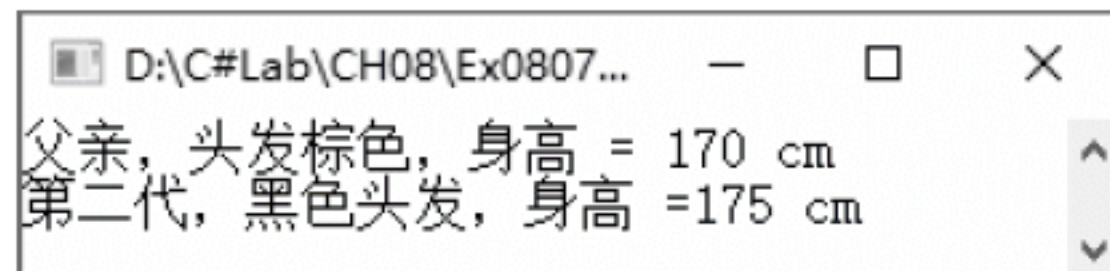 D:\C#Lab\CH08\Ex0807...
父亲，头发棕色，身高 = 170 cm
第二代，黑色头发，身高 =175 cm